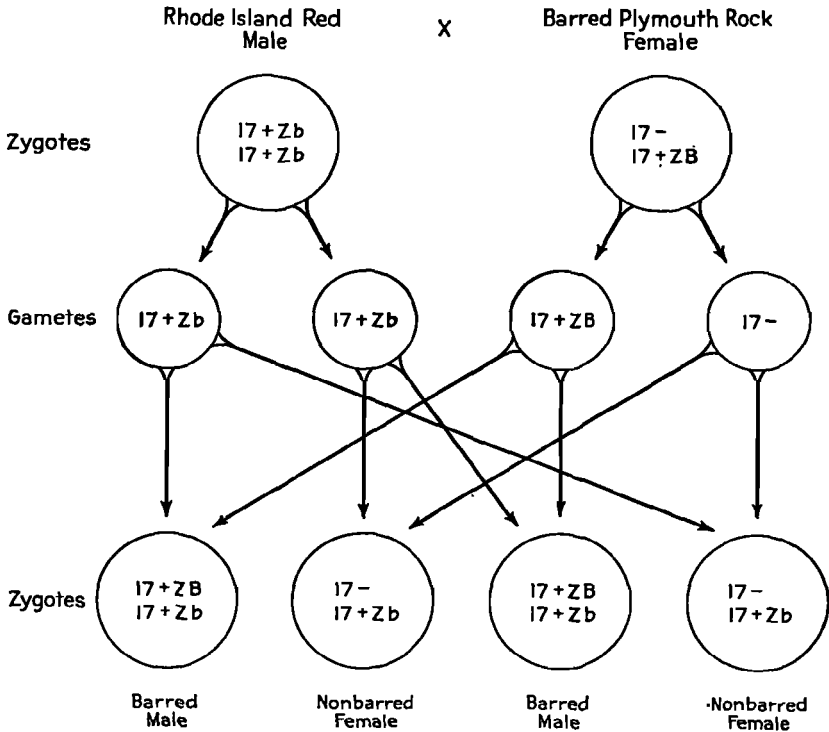 Rhode Island Red
Male
X
Barred Plymouth Rock
Female
Zygotes
17+Zb
17+Zb
17-
17+ZB
Gametes
17+Zb
17+Zb
17+ZB
17-
Zygotes
17+ZB
17+Zb
17-
17+Zb
17+ZB
17+Zb
17-
17+Zb
Barred
Male
Nonbarred
Female
Barred
Male
Nonbarred
Female